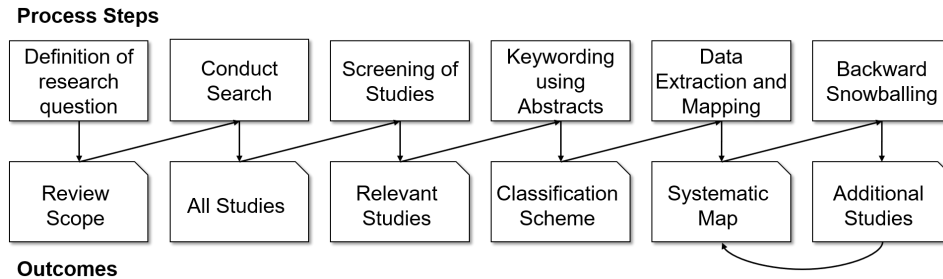 Process Steps
Definition of
research
question
Conduct
Search
Screening of
Studies
Keywording
using
Abstracts
Data
Extraction and
Mapping
Backward
Snowballing
Review
Scope
All Studies
Relevant
Studies
Classification
Scheme
Systematic
Map
Additional
Studies
Outcomes